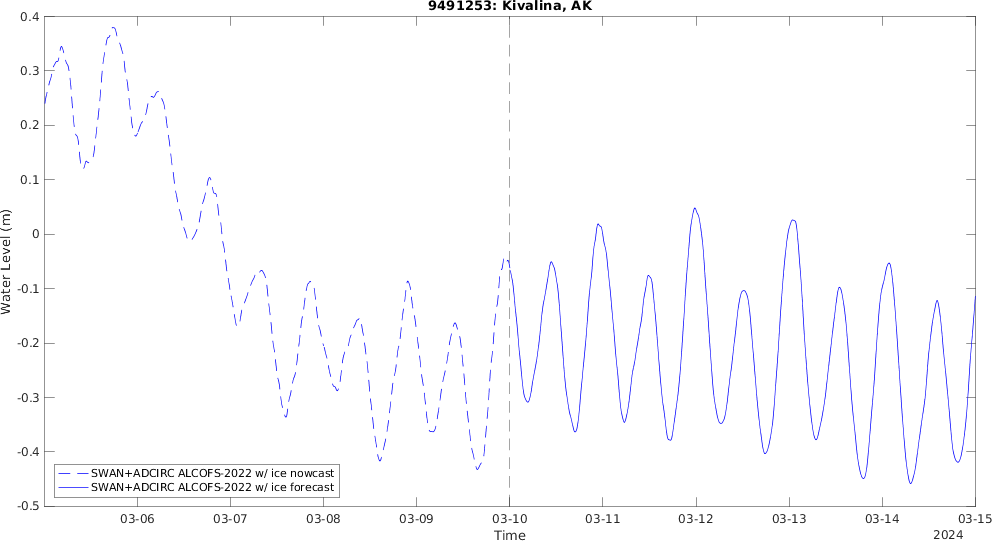 9491253: Kivalina, AK
0.4
0.3
0.2
0.1
0
-0.1
-0.2
-0.3
-0.4
-0.5
Water Level (m)
SWAN+ADCIRC ALCOFS-2022 w/ ice nowcast
SWAN+ADCIRC ALCOFS-2022 w/ ice forecast
03-06 03-07 03-08 03-09 03-10 03-11 03-12 03-13 03-14 03-15
Time
2024